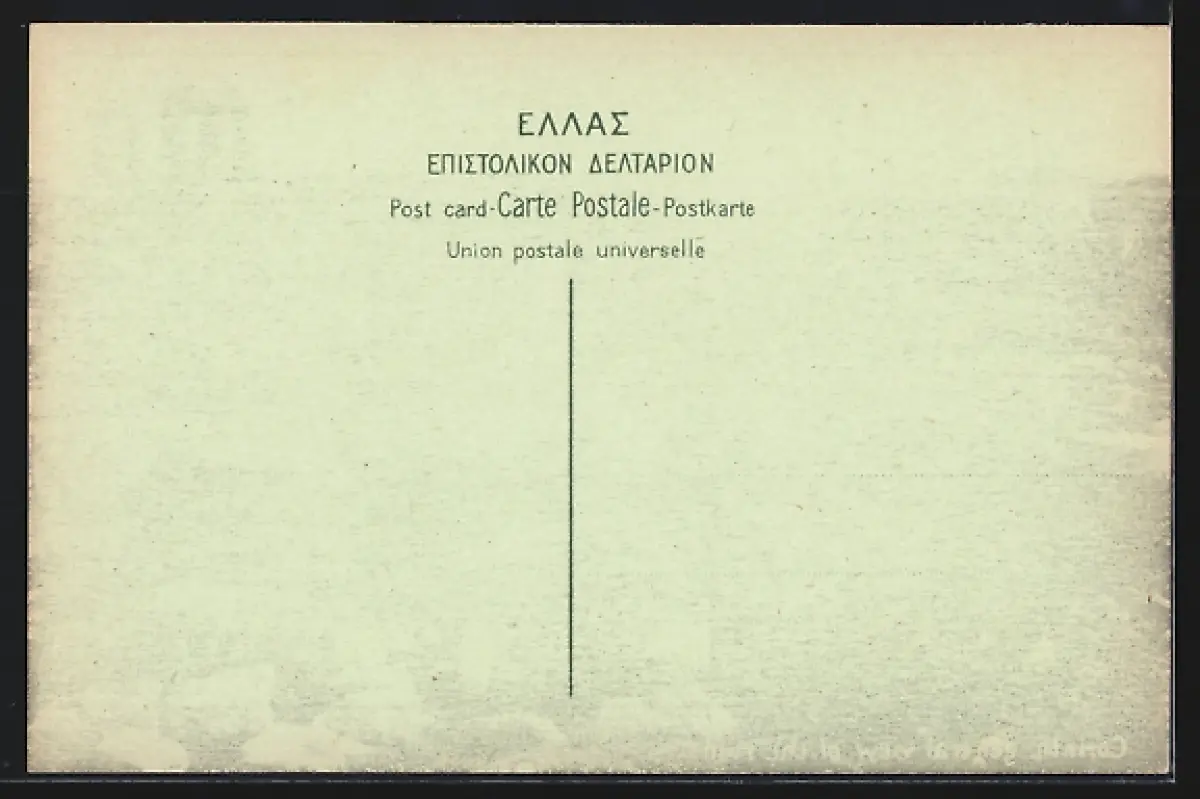 ΕΛΛΑΣ
ΕΠΙΣΤΟΛΙΚΟΝ ΔΕΛΤΑΡΙΟΝ
Post card-Carte Postale-Postkarte
Union postale universelle